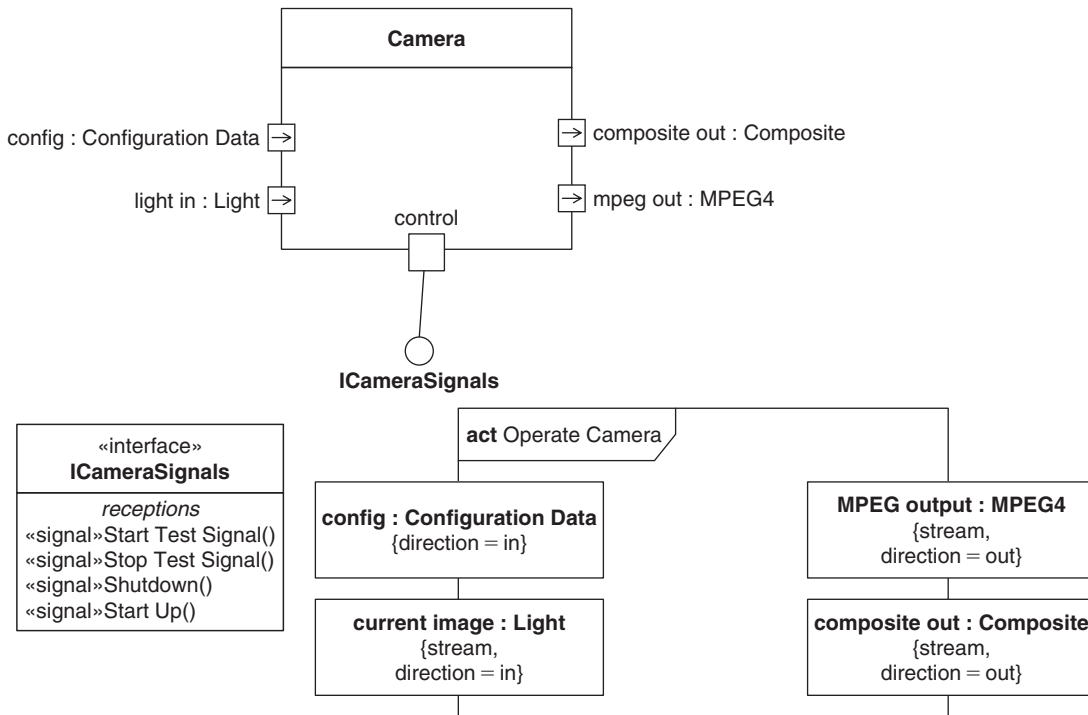 Camera
config : Configuration Data
composite out : Composite
light in : Light
mpeg out : MPEG4
control
ICameraSignals
«interface»
ICameraSignals
receptions
«signal»Start Test Signal()
«signal»Stop Test Signal()
«signal»Shutdown()
«signal»Start Up()
act Operate Camera
config : Configuration Data
{direction = in}
current image : Light
{stream,
direction = in}
MPEG output : MPEG4
{stream,
direction = out}
composite out : Composite
{stream,
direction = out}